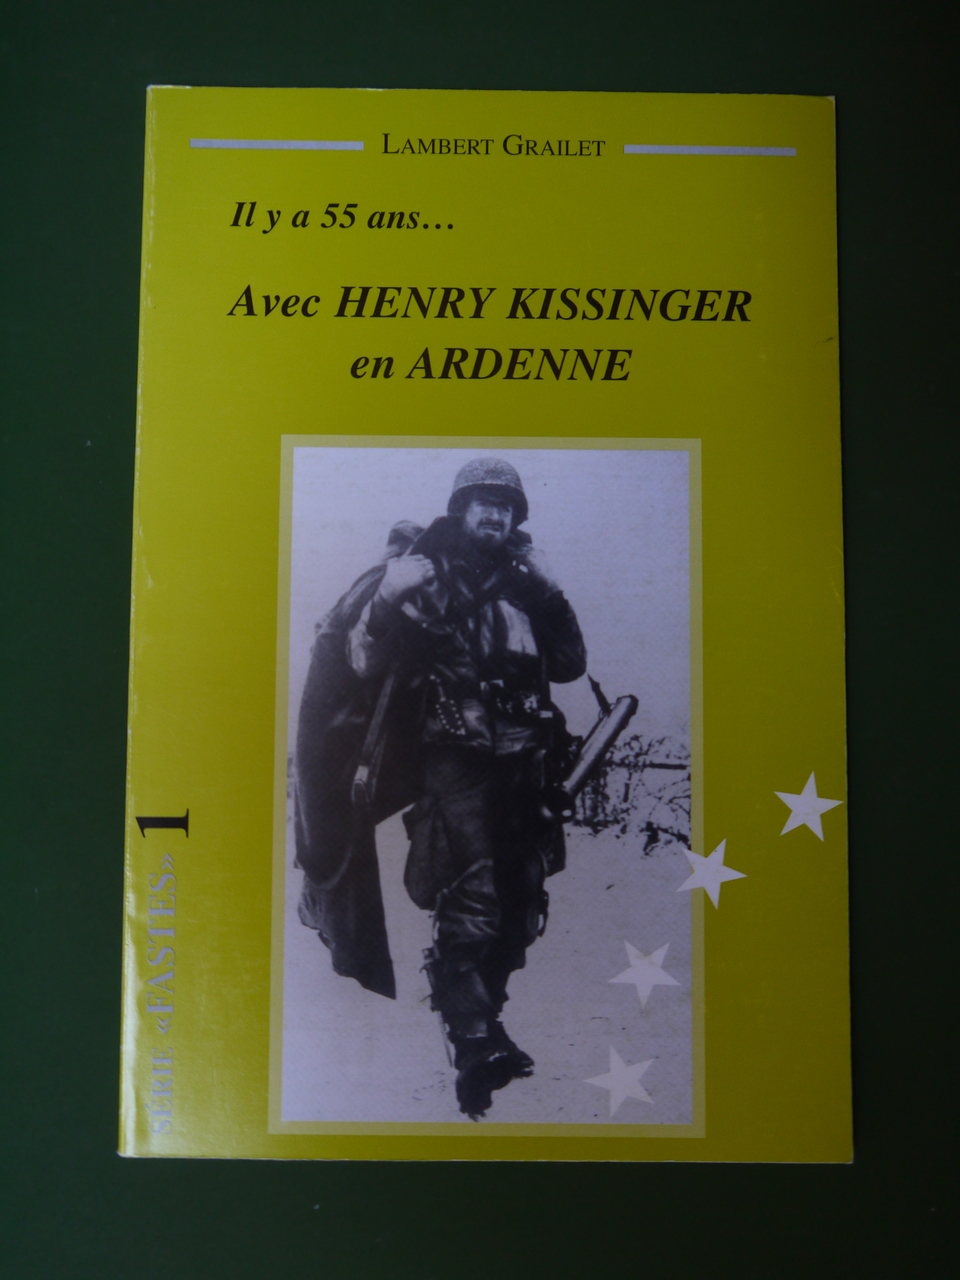 LAMBERT GRAILET
Il y a 55 ans…
Avec HENRY KISSINGER
en ARDENNE
SÉRIE «FASTES» 1